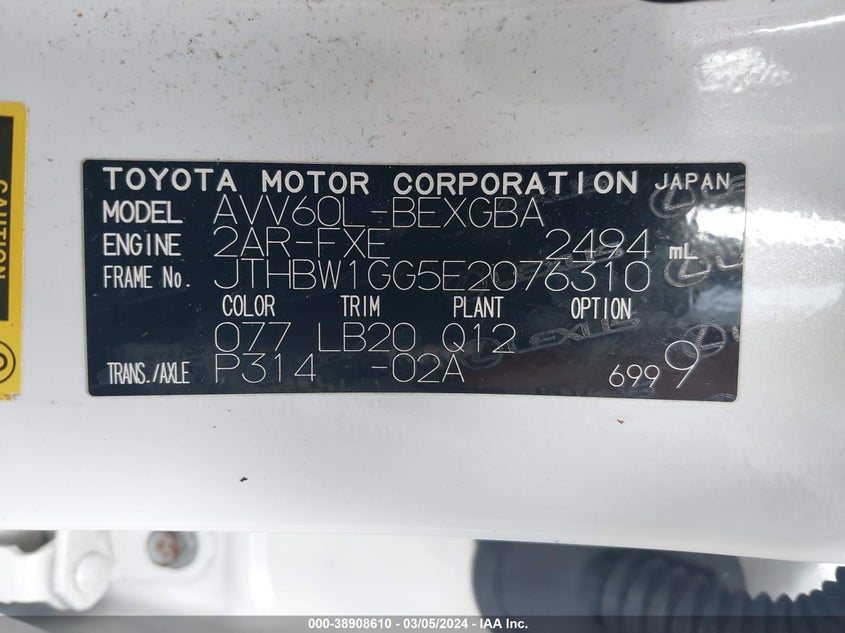 CAUTION
TOYOTA MOTOR CORPORATION JAPAN
MODEL AVV60L-BEXGBA
ENGINE 2AR-FXE 2494 mL
FRAME No. JTHBW1GG5E2076310
COLOR TRIM PLANT OPTION
077 LB20 Q12
TRANS./AXLE P314 -02A 6999
LEXUS
000-38908610 - 03/05/2024 - IAA Inc.